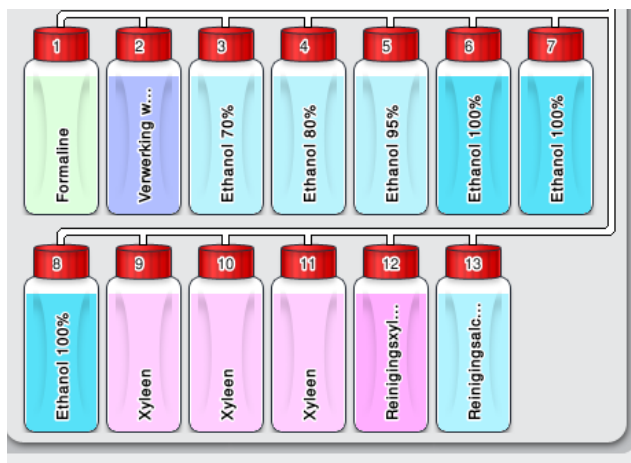 1 2 3 4 5 6 7
Formaline
Verwerking w...
Ethanol 70%
Ethanol 80%
Ethanol 95%
Ethanol 100%
Ethanol 100%
8 9 10 11 12 13
Ethanol 100%
Xyleen
Xyleen
Xyleen
Reinigingsxyl...
Reinigingsalc...